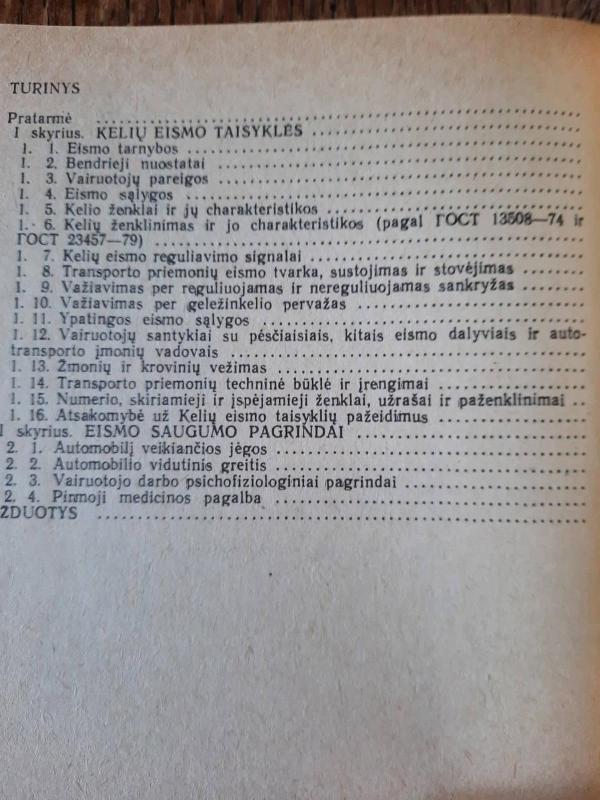 TURINYS
Pratarmė
I skyrius. KELIŲ EISMO TAISYKLĖS
1. 1. Eismo tarnybos
1. 2. Bendrieji nuostatai
1. 3. Vairuotojų pareigos
1. 4. Eismo sąlygos
1. 5. Kelio ženklai ir jų charakteristikos
1. 6. Kelių ženklinimas ir jo charakteristikos (pagal ГОСТ 13508—74 ir
ГОСТ 23457—79)
1. 7. Kelių eismo reguliavimo signalai
1. 8. Transporto priemonių eismo tvarka, sustojimas ir stovėjimas
1. 9. Važiavimas per reguliuojamas ir nereguliuojamas sankryžas
1. 10. Važiavimas per geležinkelio pervažas
1. 11. Ypatingos eismo sąlygos
1. 12. Vairuotojų santykiai su pėsčiaisiais, kitais eismo dalyviais ir auto-
transporto įmonių vadovais
1. 13. Žmonių ir krovinių vežimas
1. 14. Transporto priemonių techninė būklė ir įrengimai
1. 15. Numerio, skiriamieji ir įspėjamieji ženklai, užrašai ir paženklinimai
1. 16. Atsakomybė už Kelių eismo taisyklių pažeidimus
I skyrius. EISMO SAUGUMO PAGRINDAI
2. 1. Automobilį veikiančios jėgos
2. 2. Automobilio vidutinis greitis
2. 3. Vairuotojo darbo psichofiziologiniai pagrindai
2. 4. Pirmoji medicinos pagalba
ŽDUOTYS